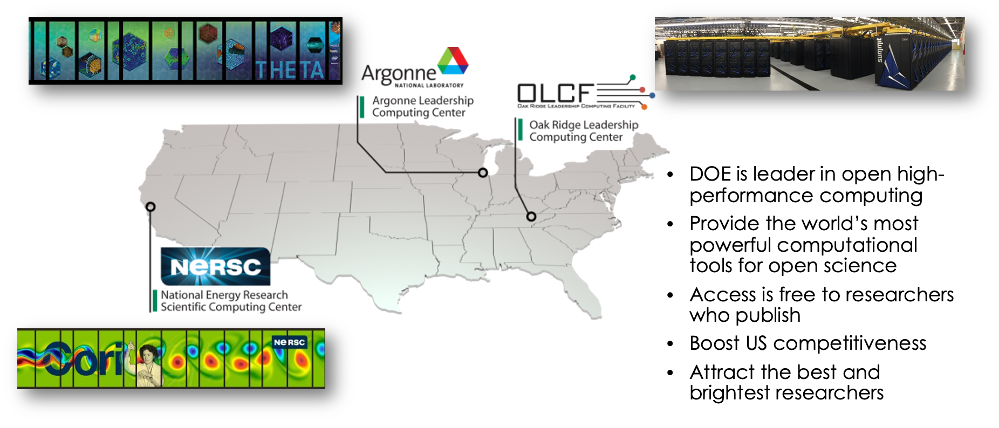 THETA
Argonne
NATIONAL LABORATORY
Argonne Leadership
Computing Center
OLCF
OAK RIDGE LEADERSHIP COMPUTING FACILITY
Oak Ridge Leadership
Computing Center
SUMMIT
IBM
NERSC
National Energy Research
Scientific Computing Center
Cori
NERSC
• DOE is leader in open high-
performance computing
• Provide the world's most
powerful computational
tools for open science
• Access is free to researchers
who publish
• Boost US competitiveness
• Attract the best and
brightest researchers